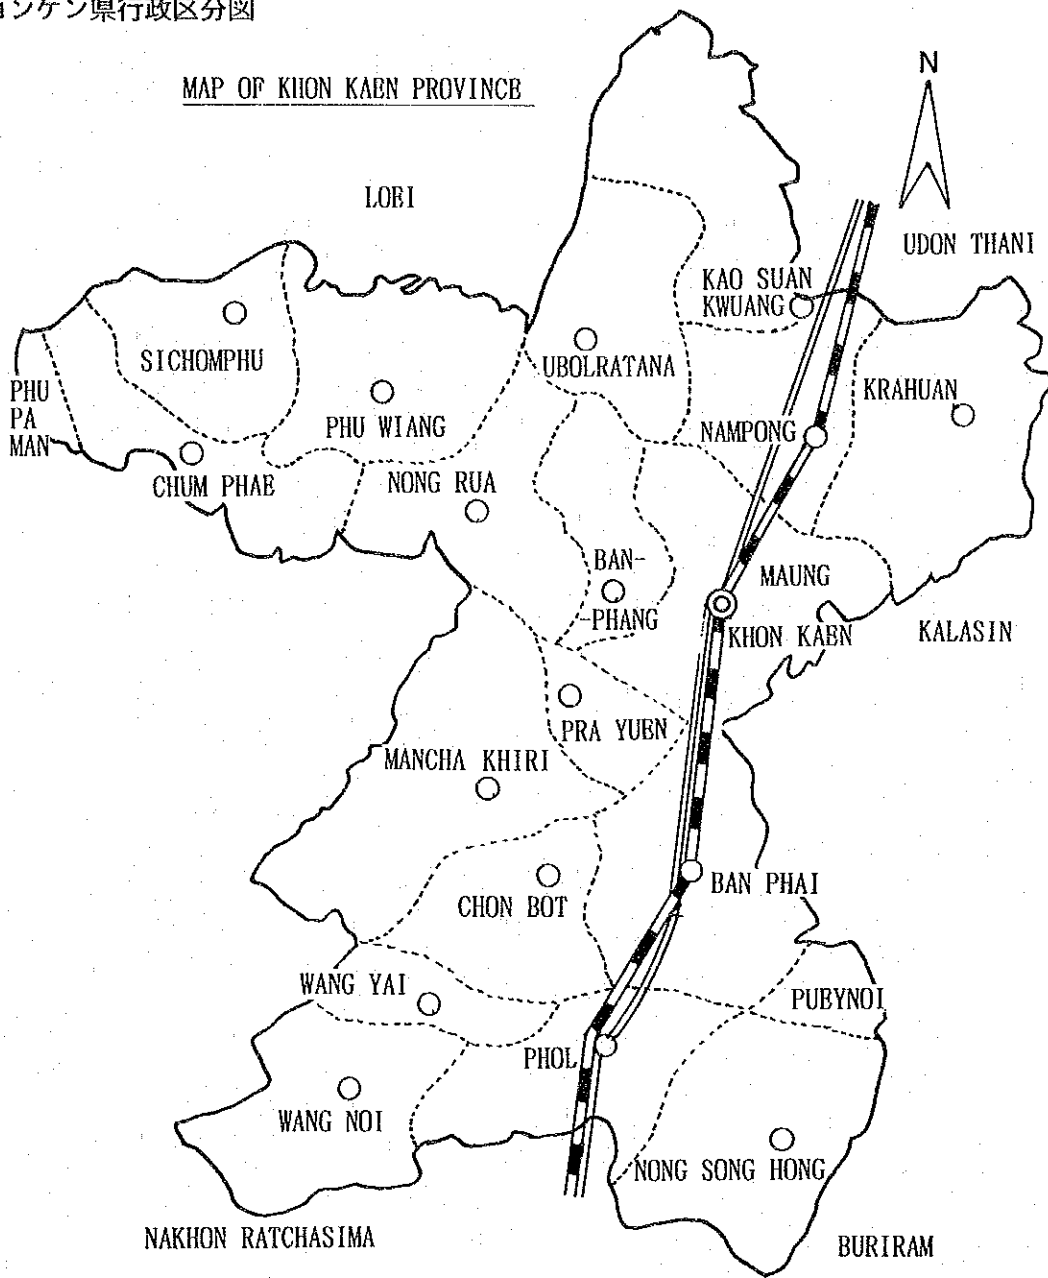 コンケン県行政区分図
MAP OF KHON KAEN PROVINCE
N
LOEI
UDON THANI
KAO SUAN
KWUANG
SICHOMPHU
UBOLRATANA
PHU
PA
MAN
KRAHUAN
PHU WIANG
NAMPONG
CHUM PHAE
NONG RUA
BAN-
-PHANG
MAUNG
KHON KAEN
KALASIN
PRA YUEN
MANCHA KHIRI
BAN PHAI
CHON BOT
WANG YAI
PUEYNOI
PHOL
WANG NOI
NONG SONG HONG
NAKHON RATCHASIMA
BURIRAM